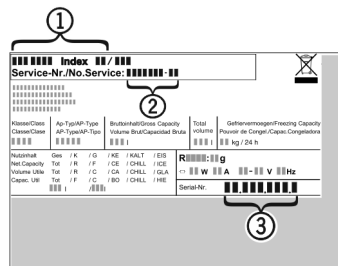 1
Index /
Service-Nr./No.Service: -
2
Klasse/Class Ap-Typ/AP-Type Bruttoinhalt/Gross Capacity Total Gefriervermoegen/Freezing Capacity
Classe/Clase AP-Type/AP-Tipo Volume Brut/Capacidad Bruta volume Pouvoir de Congel./Capac.Congeladora
l l kg / 24 h
Nutzinhalt Ges / K / G / KE / KALT / EIS
Net Capacity Tot / R / F / CE / CHILL / ICE
Volume Utile Tot / R / C / CA / CHILL / GLA
Capac. Util Tot / F / C / BO / CHILL / HIE
l / l
R : g
W A - V Hz
Serial-Nr. . . .
3